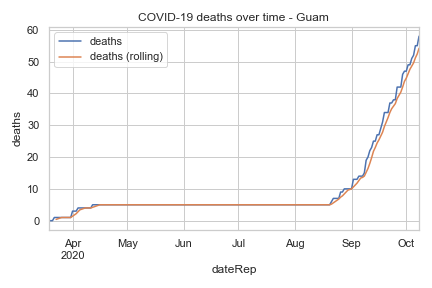 COVID-19 deaths over time - Guam
deaths
deaths (rolling)
60
50
40
30
20
10
0
deaths
Apr
2020
May
Jun
Jul
Aug
Sep
Oct
dateRep